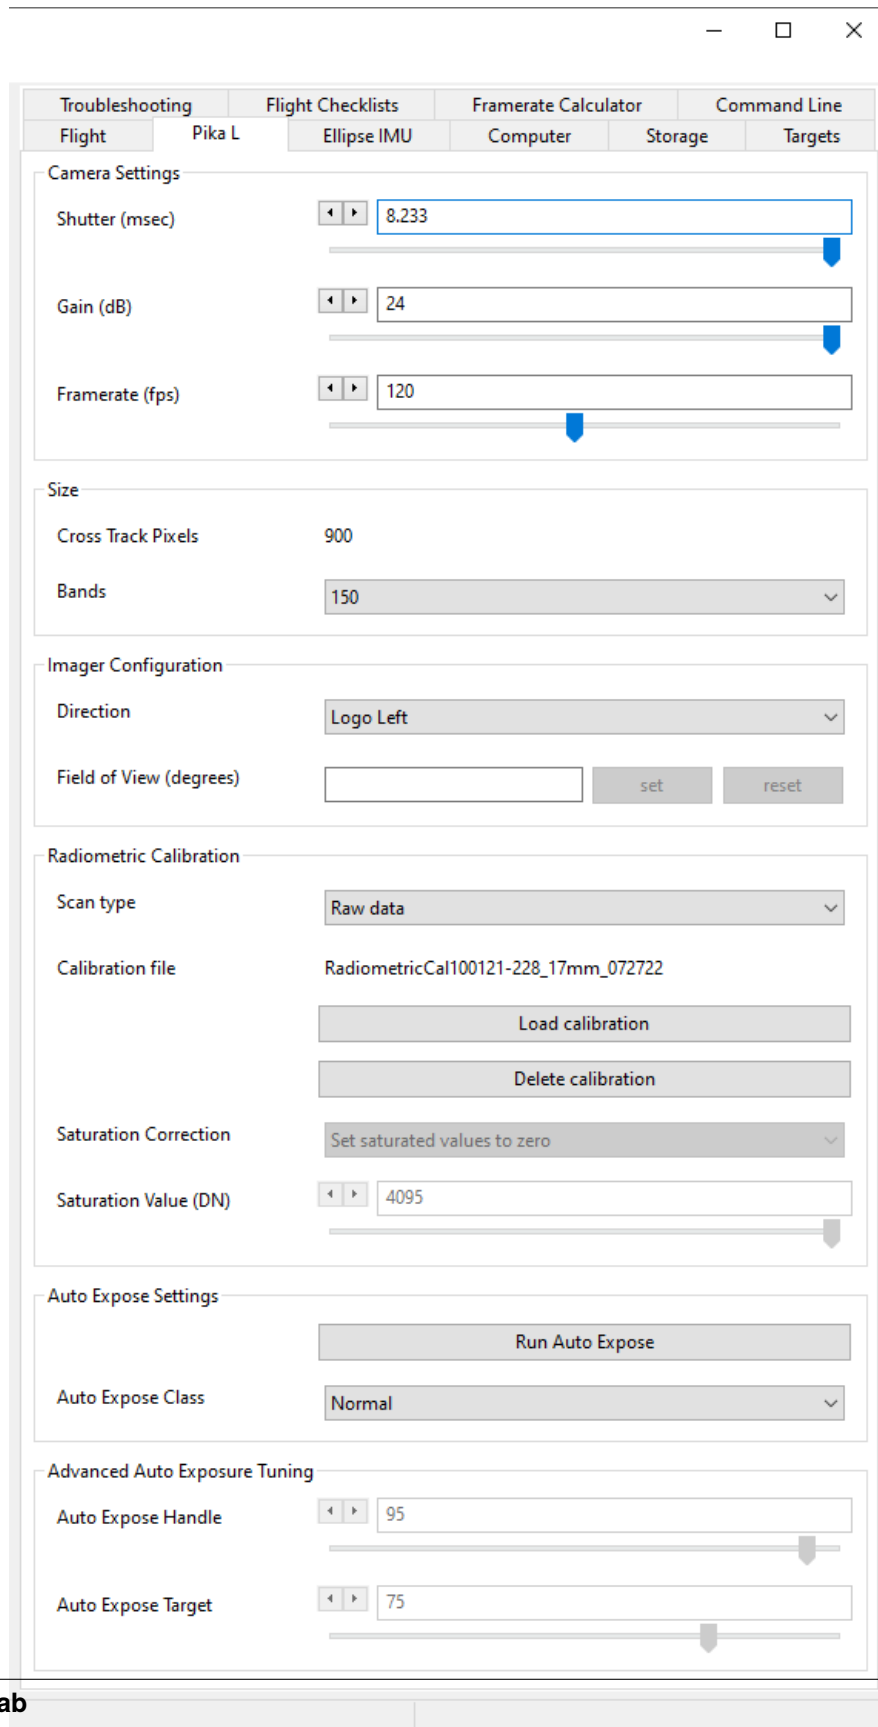 Troubleshooting Flight Checklists Framerate Calculator Command Line
Flight Pika L Ellipse IMU Computer Storage Targets
Camera Settings
Shutter (msec) 8.233
Gain (dB) 24
Framerate (fps) 120
Size
Cross Track Pixels 900
Bands 150
Imager Configuration
Direction Logo Left
Field of View (degrees) set reset
Radiometric Calibration
Scan type Raw data
Calibration file RadiometricCal100121-228_17mm_072722
Load calibration
Delete calibration
Saturation Correction Set saturated values to zero
Saturation Value (DN) 4095
Auto Expose Settings
Run Auto Expose
Auto Expose Class Normal
Advanced Auto Exposure Tuning
Auto Expose Handle 95
Auto Expose Target 75
ab